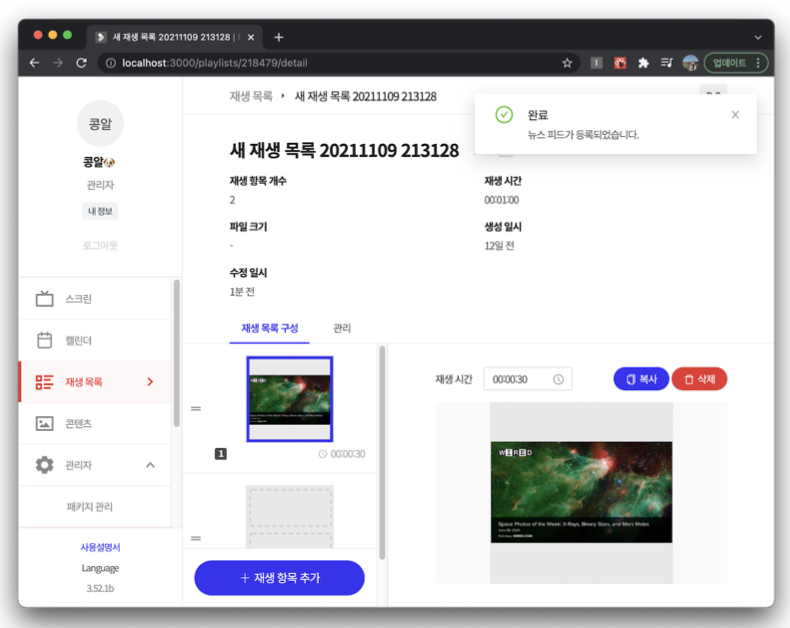 새 재생 목록 20211109 213128 |
localhost:3000/playlists/218479/detail
업데이트
콩알
콩알🐶
관리자
내 정보
로그아웃
스크린
캘린더
재생 목록
콘텐츠
관리자
패키지 관리
사용설명서
Language
3.52.1b
재생 목록 ‣ 새 재생 목록 20211109 213128
완료
뉴스 피드가 등록되었습니다.
새 재생 목록 20211109 213128
재생 항목 개수
2
재생 시간
00:01:00
파일 크기
-
생성 일시
12일 전
수정 일시
1분 전
재생 목록 구성
관리
1
00:00:30
+ 재생 항목 추가
재생 시간
00:00:30
복사
삭제
WIRED
Space Photos of the Week: X-Rays, Binary Stars, and Mars Motes